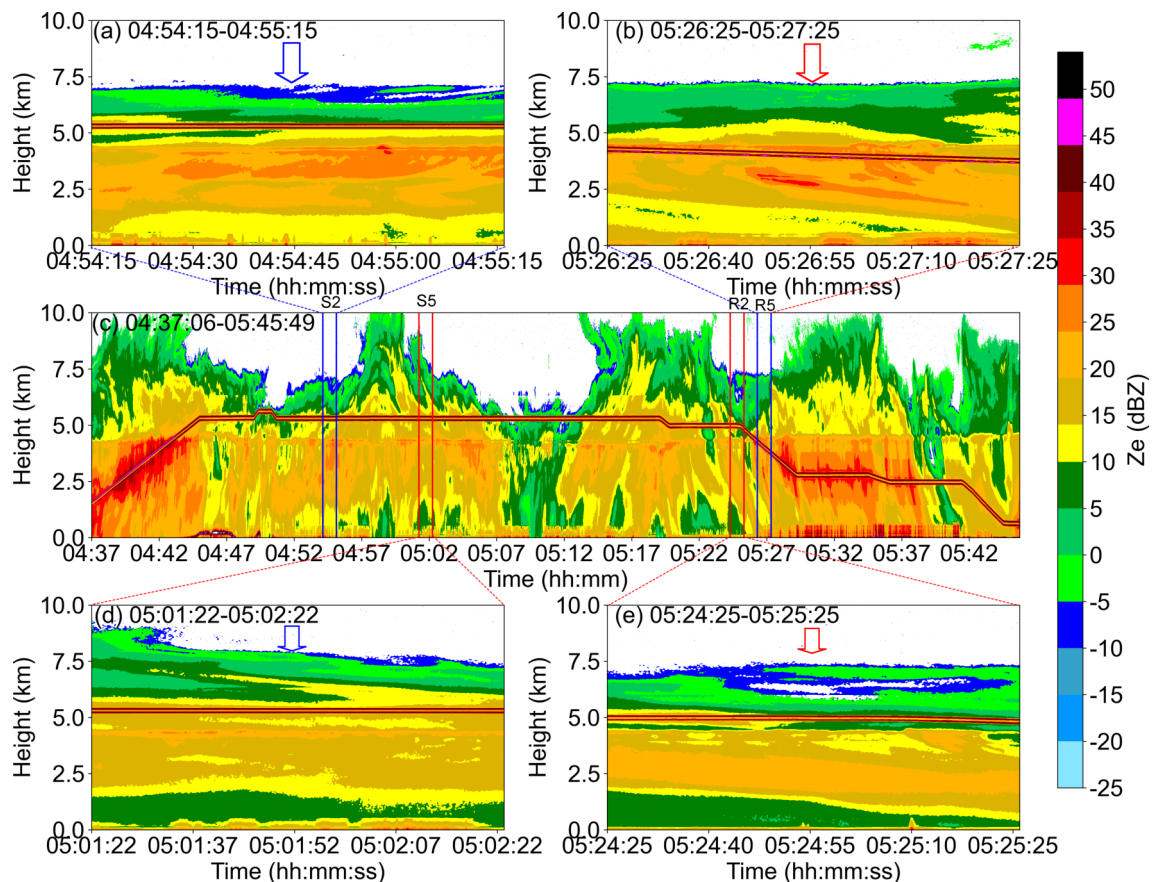 (a) 04:54:15-04:55:15
10.0
7.5
5.0
2.5
0.0
Height (km)
04:54:15 04:54:30 04:54:45 04:55:00 04:55:15
Time (hh:mm:ss)
(b) 05:26:25-05:27:25
10.0
7.5
5.0
2.5
0.0
Height (km)
05:26:25 05:26:40 05:26:55 05:27:10 05:27:25
Time (hh:mm:ss)
S2 S5 R2 R5
(c) 04:37:06-05:45:49
10.0
7.5
5.0
2.5
0.0
Height (km)
04:37 04:42 04:47 04:52 04:57 05:02 05:07 05:12 05:17 05:22 05:27 05:32 05:37 05:42
Time (hh:mm)
(d) 05:01:22-05:02:22
10.0
7.5
5.0
2.5
0.0
Height (km)
05:01:22 05:01:37 05:01:52 05:02:07 05:02:22
Time (hh:mm:ss)
(e) 05:24:25-05:25:25
10.0
7.5
5.0
2.5
0.0
Height (km)
05:24:25 05:24:40 05:24:55 05:25:10 05:25:25
Time (hh:mm:ss)
50
45
40
35
30
29
24
20
15
10
5
0
-5
-10
-15
-20
-25
Ze (dBZ)